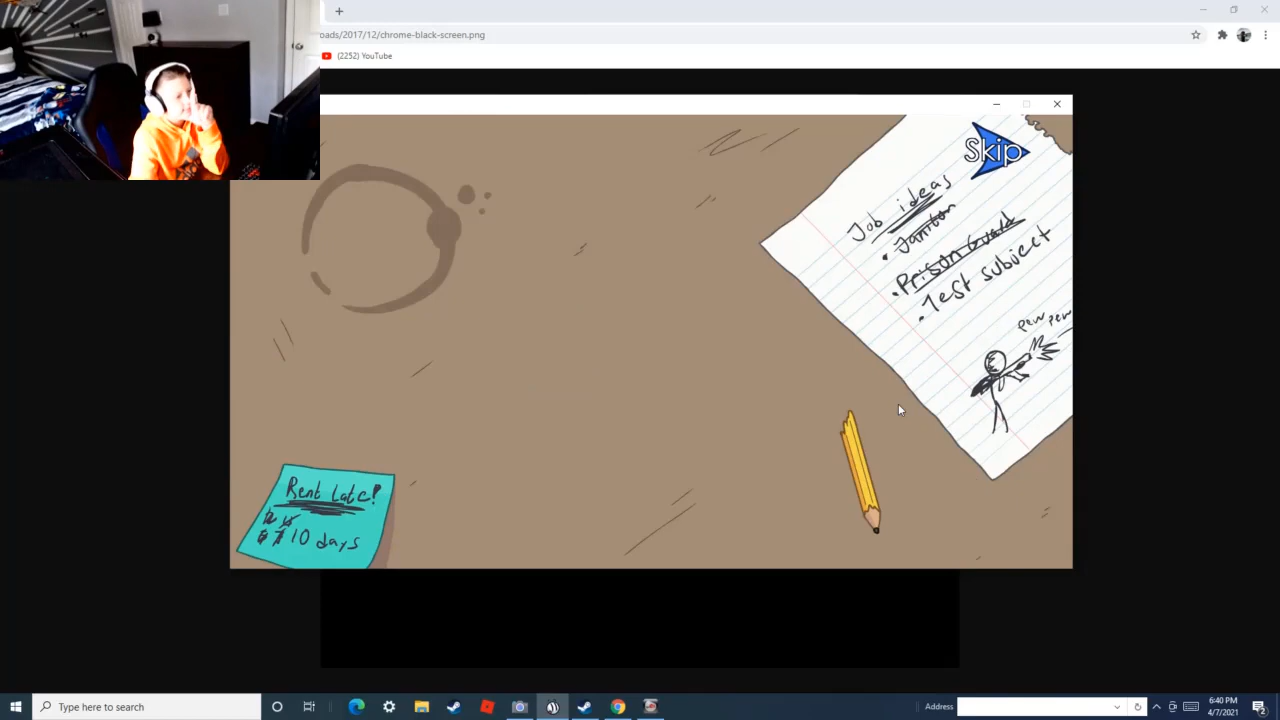 oads/2017/12/chrome-black-screen.png
(2252) YouTube
Skip
Job ideas
• Janitor
• Prison Guard
• Test subject
pew pew
Rent Late!
10 days
Type here to search
Address
6:40 PM
4/7/2021
2